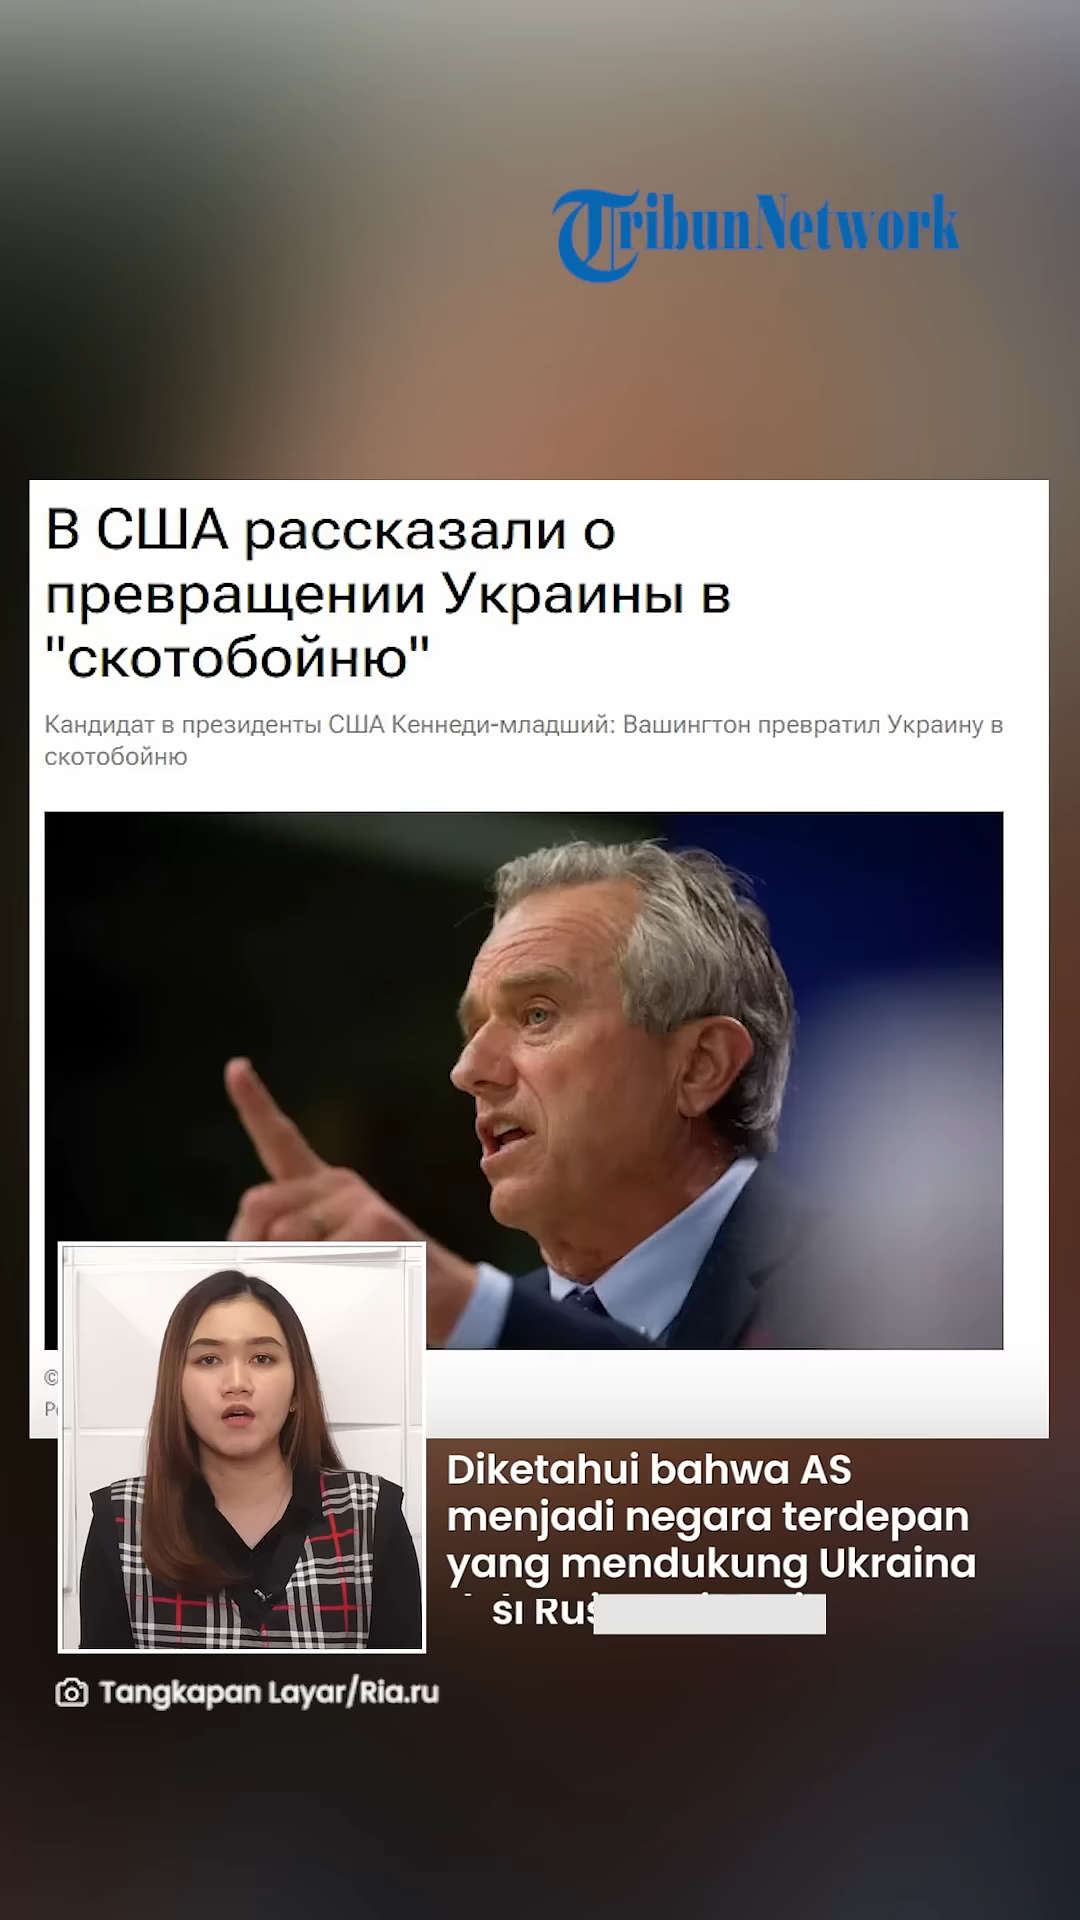 TribunNetwork
В США рассказали о
превращении Украины в
"скотобойню"
Кандидат в президенты США Кеннеди-младший: Вашингтон превратил Украину в
скотобойню
©
Diketahui bahwa AS
menjadi negara terdepan
yang mendukung Ukraina
Tangkapan Layar/Ria.ru